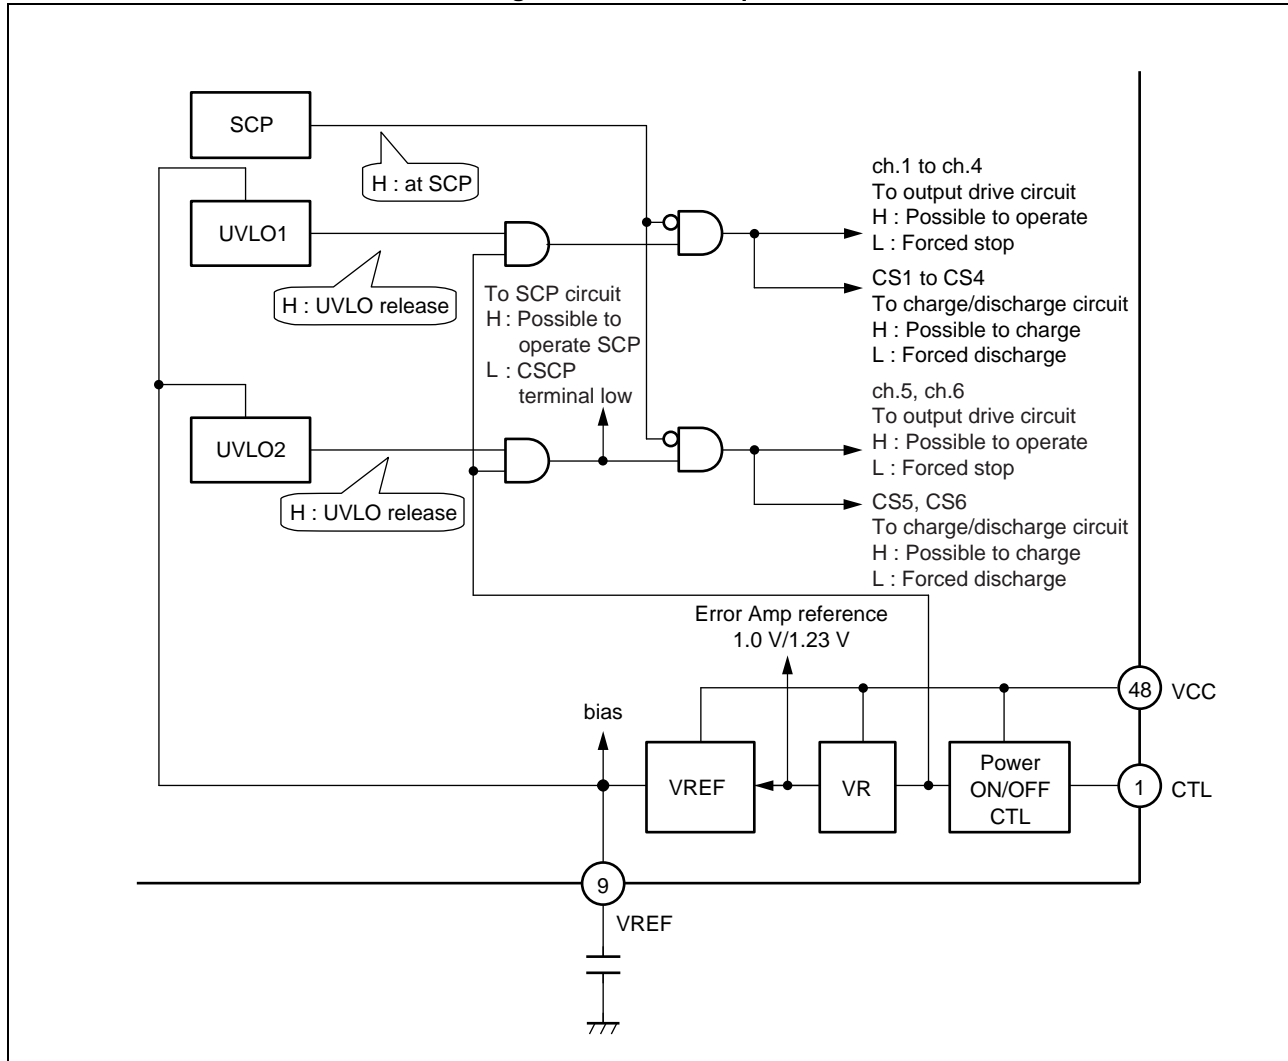 SCP
H : at SCP
UVLO1
H : UVLO release
ch.1 to ch.4
To output drive circuit
H : Possible to operate
L : Forced stop
CS1 to CS4
To charge/discharge circuit
H : Possible to charge
L : Forced discharge
To SCP circuit
H : Possible to
operate SCP
L : CSCP
terminal low
UVLO2
H : UVLO release
ch.5, ch.6
To output drive circuit
H : Possible to operate
L : Forced stop
CS5, CS6
To charge/discharge circuit
H : Possible to charge
L : Forced discharge
Error Amp reference
1.0 V/1.23 V
48
VCC
bias
VREF
VR
Power
ON/OFF
CTL
1
CTL
9
VREF